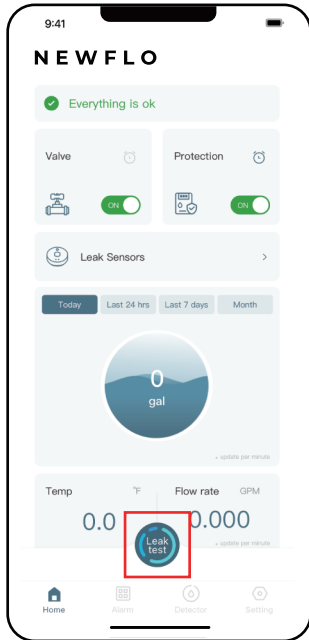 9:41
NEWFLO
Everything is ok
Valve
Protection
ON
ON
Leak Sensors
Today Last 24 hrs Last 7 days Month
0
gal
update per minute
Temp °F Flow rate GPM
0.0 0.000
update per minute
Leak
test
Home Alarm Detector Setting